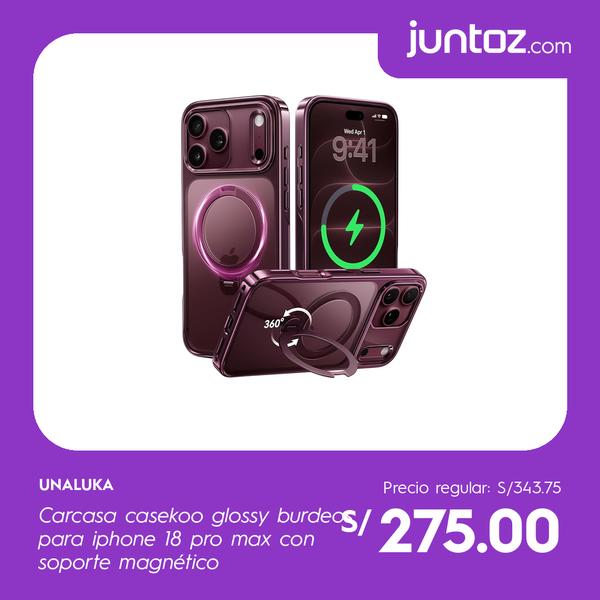 juntoz.com
Wed Apr 1
9:41
360°
UNALUKA
Precio regular: S/343.75
Carcasa casekoo glossy burdeos
para iphone 18 pro max con
soporte magnético
S/ 275.00